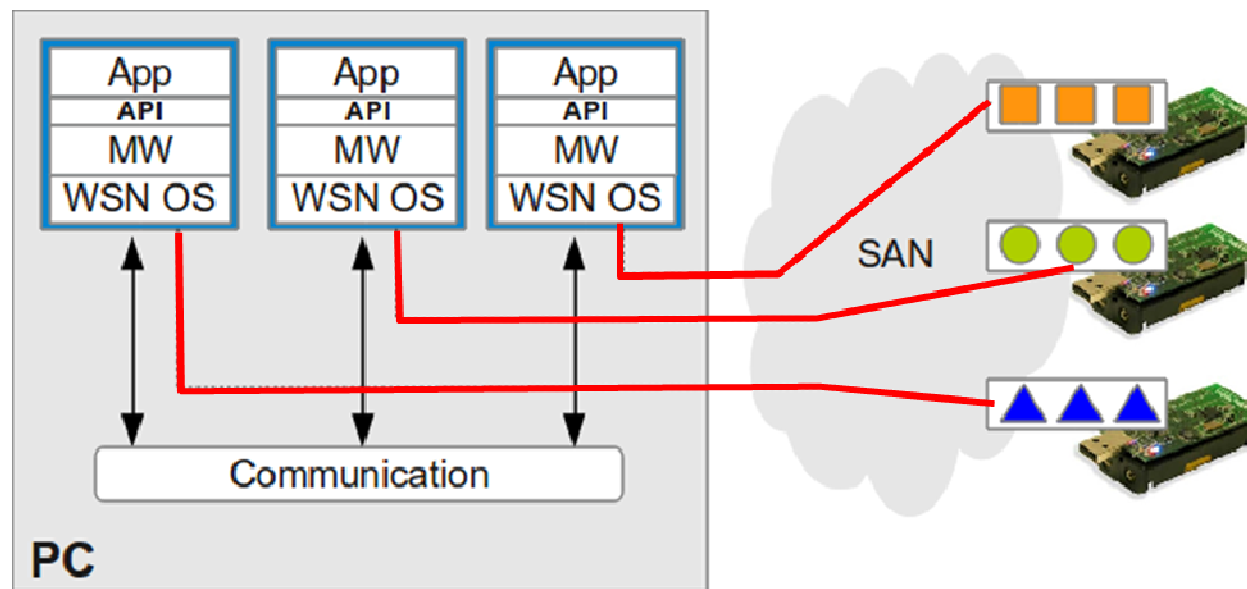 App
API
MW
WSN OS
App
API
MW
WSN OS
App
API
MW
WSN OS
SAN
Communication
PC